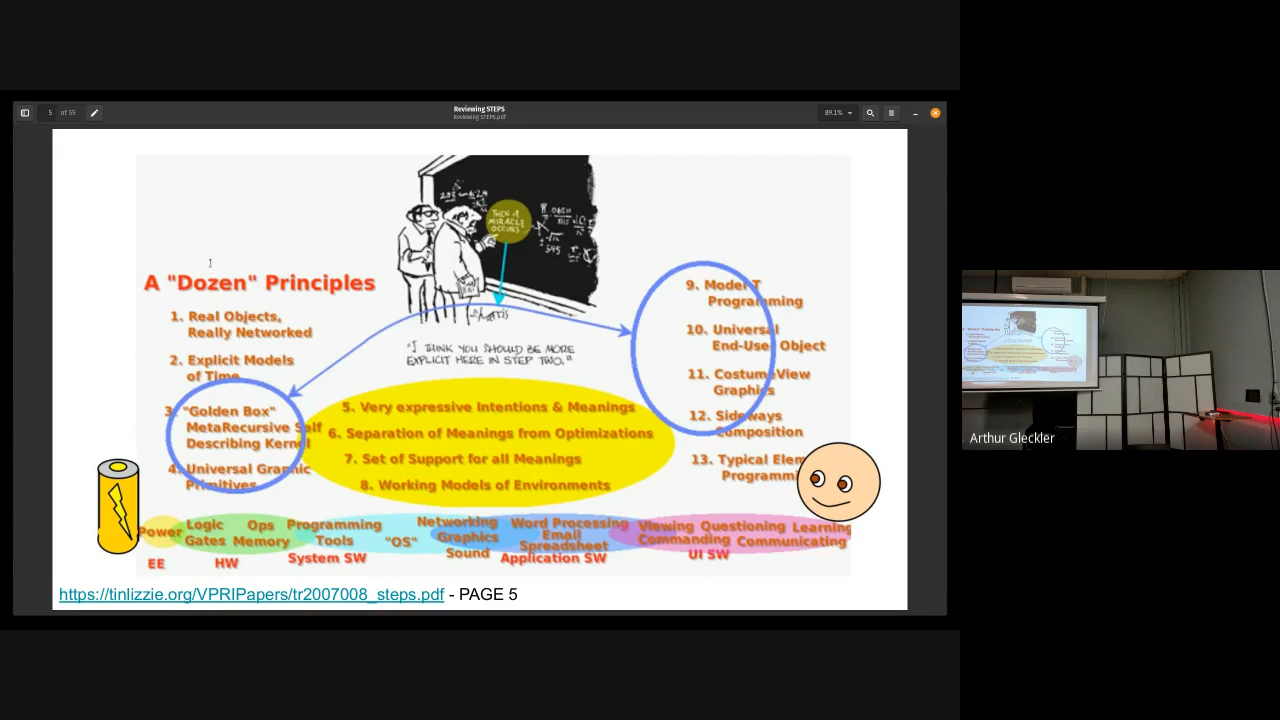 5 of 55
Reviewing STEPS
Reviewing STEPS.pdf
89.1%
THEN A
MIRACLE
OCCURS
A "Dozen" Principles
1. Real Objects,
Really Networked
2. Explicit Models
of Time
3. "Golden Box"
MetaRecursive Self
Describing Kernel
4. Universal Graphic
Primitives
"I THINK YOU SHOULD BE MORE
EXPLICIT HERE IN STEP TWO."
5. Very expressive Intentions & Meanings
6. Separation of Meanings from Optimizations
7. Set of Support for all Meanings
8. Working Models of Environments
9. Model T
Programming
10. Universal
End-User Object
11. Costume View
Graphics
12. Sideways
Composition
13. Typical Elem
Programmi
Power
Logic
Gates
Ops
Memory
Programming
Tools
"OS"
Networking
Graphics
Sound
Word Processing
Email
Spreadsheet
Viewing Questioning Learning
Commanding Communicating
EE
HW
System SW
Application SW
UI SW
https://tinlizzie.org/VPRIPapers/tr2007008_steps.pdf - PAGE 5
Arthur Gleckler